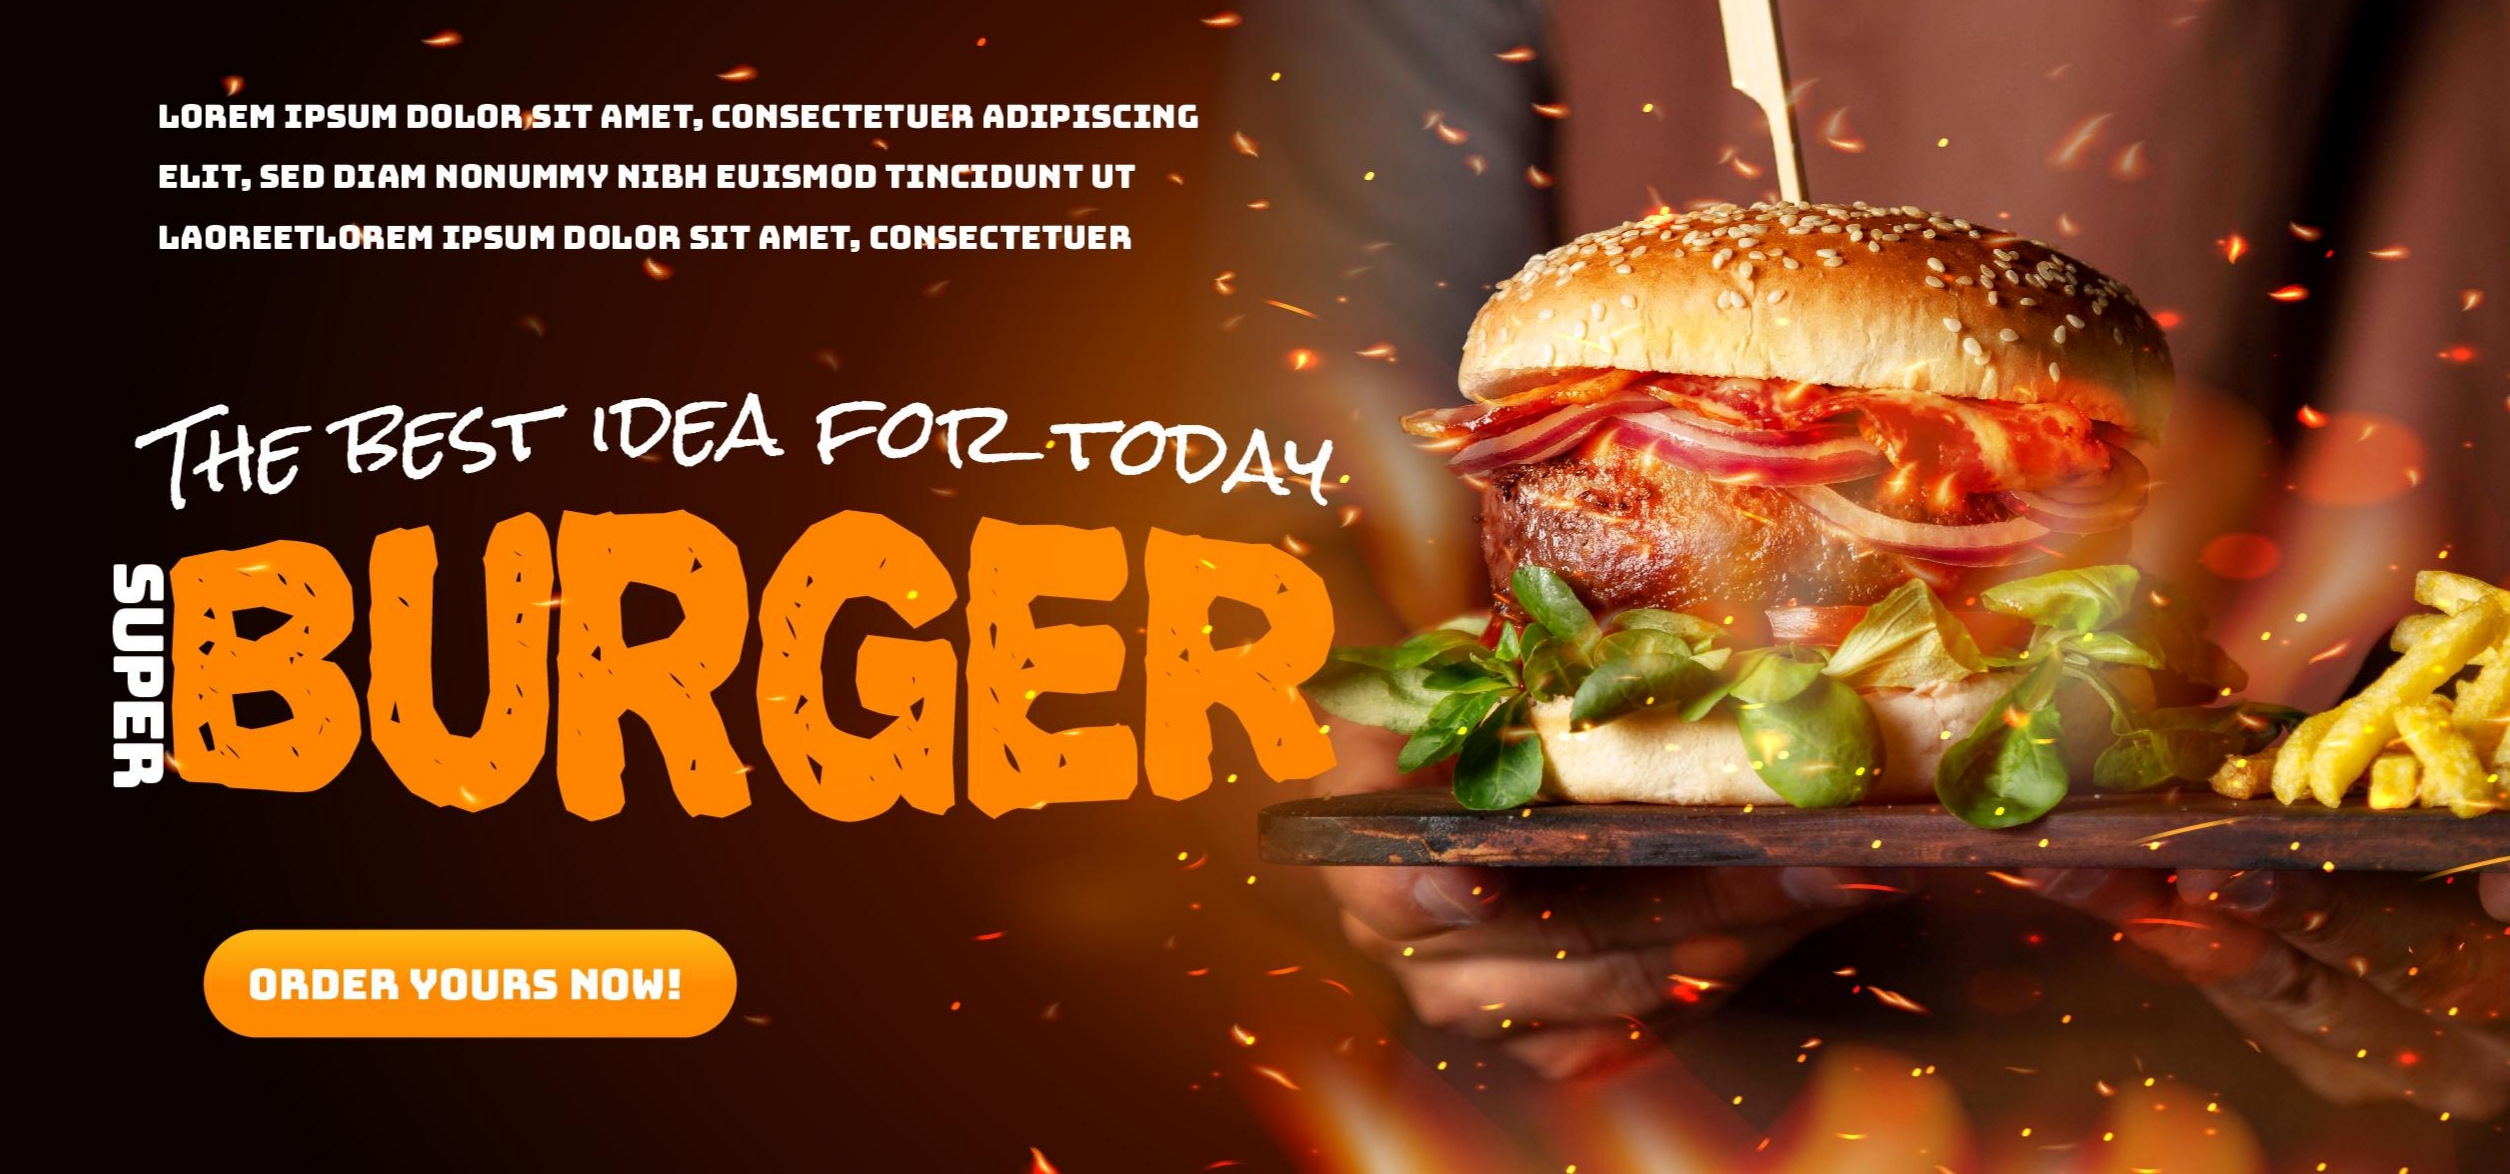 LOREM IPSUM DOLOR SIT AMET, CONSECTETUER ADIPISCING
ELIT, SED DIAM NONUMMY NIBH EUISMOD TINCIDUNT UT
LAOREETLOREM IPSUM DOLOR SIT AMET, CONSECTETUER
THE BEST IDEA FOR TODAY
SUPER
BURGER
ORDER YOURS NOW!